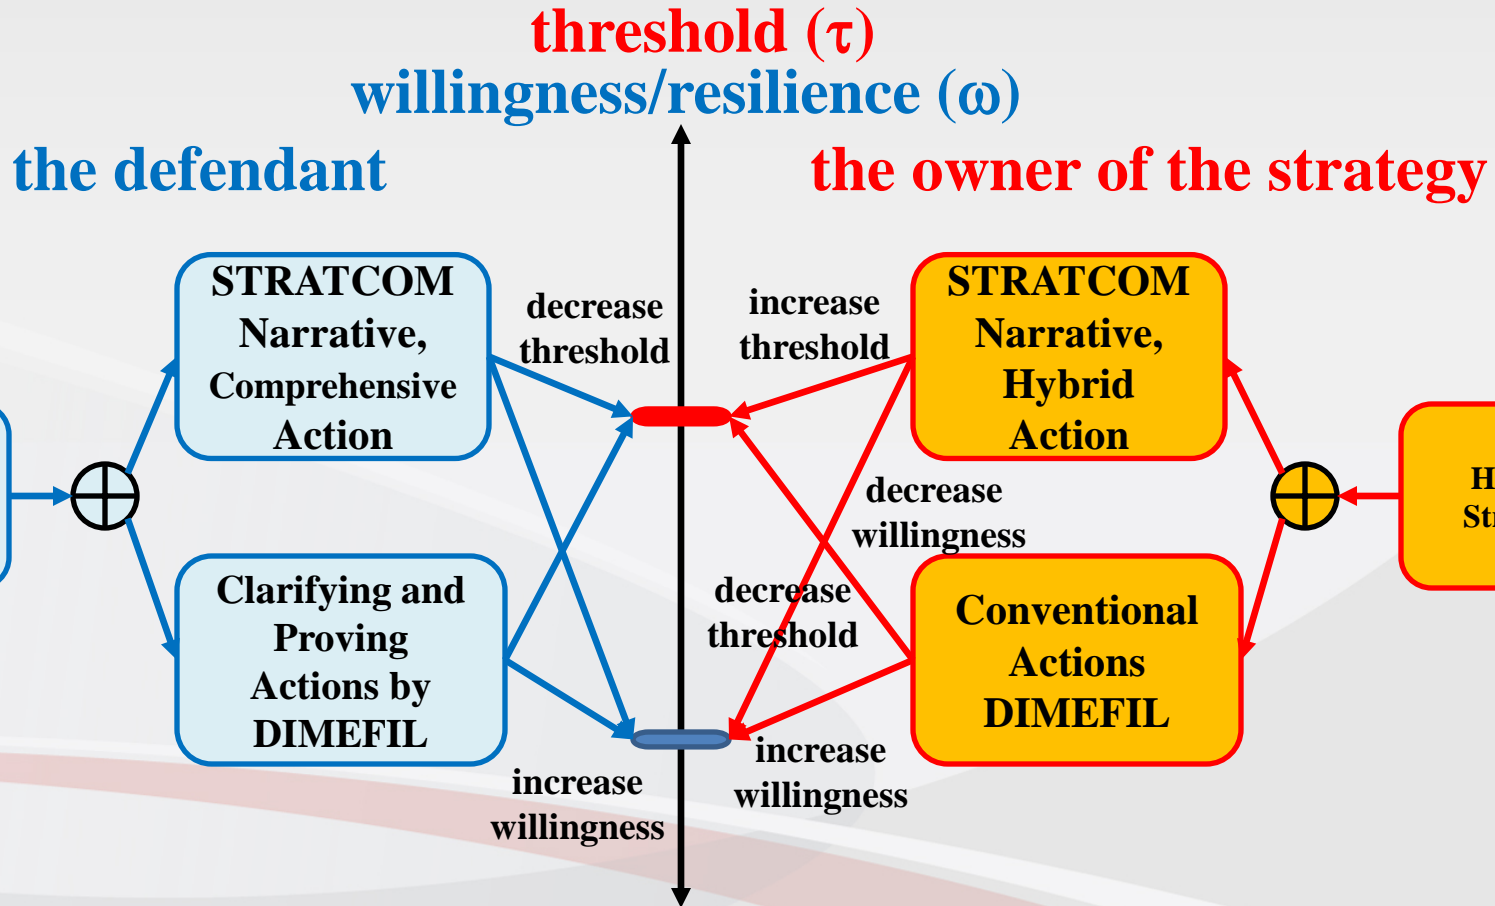 threshold (τ)
willingness/resilience (ω)
the defendant
the owner of the strategy
STRATCOM
Narrative,
Comprehensive
Action
decrease
threshold
increase
threshold
STRATCOM
Narrative,
Hybrid
Action
decrease
willingness
Clarifying and
Proving
Actions by
DIMEFIL
decrease
threshold
Conventional
Actions
DIMEFIL
increase
willingness
increase
willingness